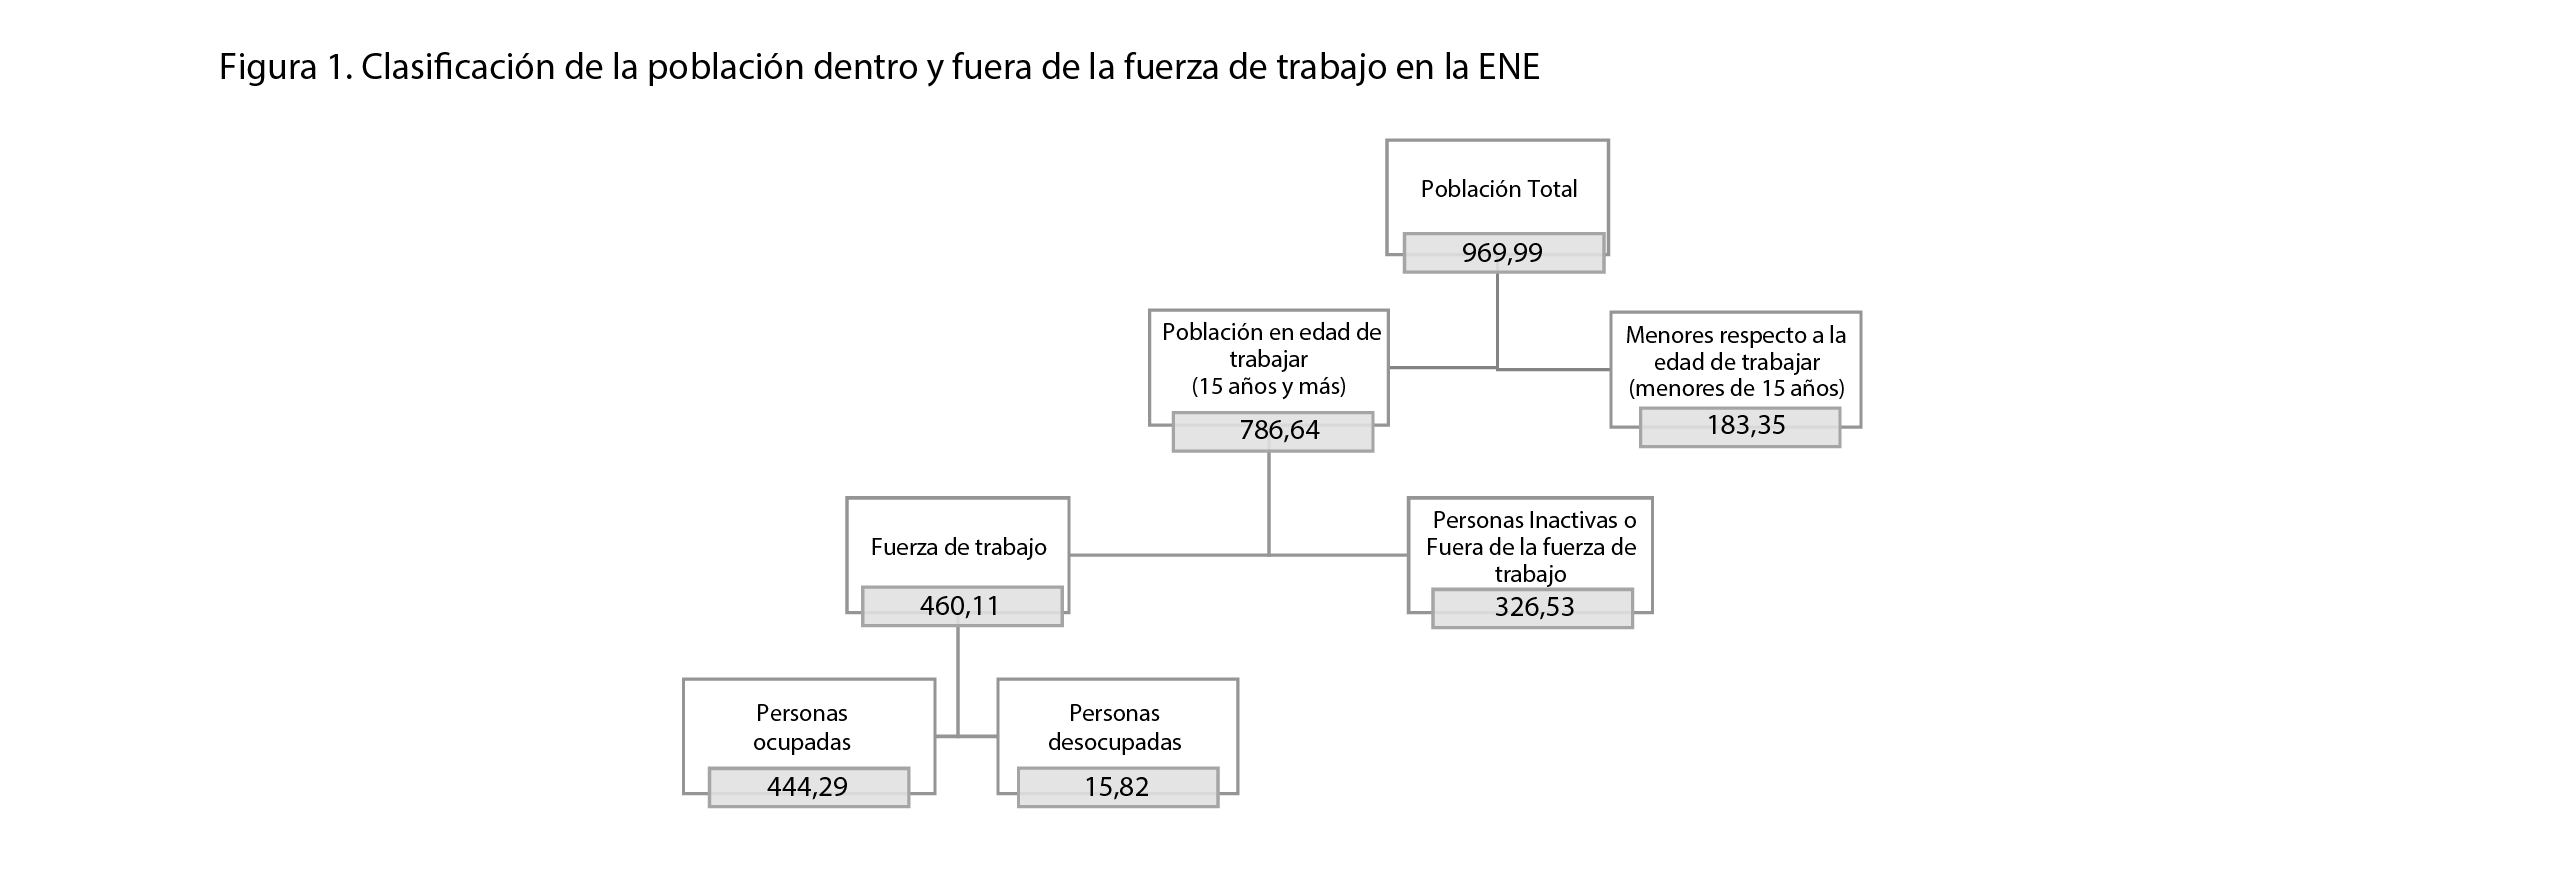 Figura 1. Clasificación de la población dentro y fuera de la fuerza de trabajo en la ENE
Población Total
969,99
Población en edad de
trabajar
(15 años y más)
786,64
Menores respecto a la
edad de trabajar
(menores de 15 años)
183,35
Fuerza de trabajo
460,11
Personas Inactivas o
Fuera de la fuerza de
trabajo
326,53
Personas
ocupadas
444,29
Personas
desocupadas
15,82